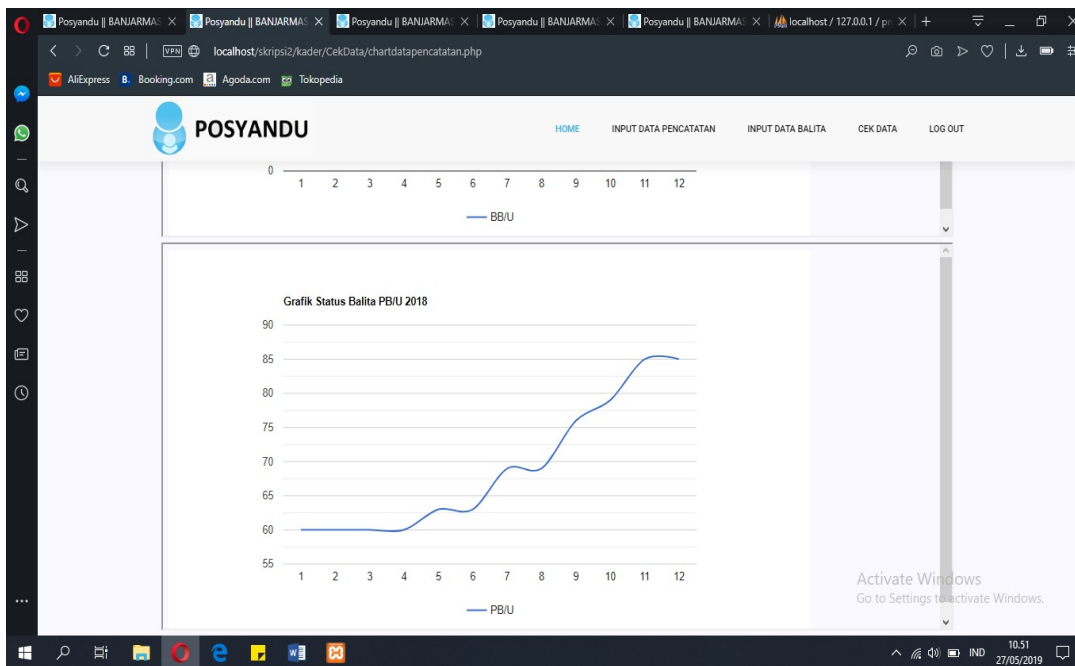 Posyandu || BANJARMAS
Posyandu || BANJARMAS
Posyandu || BANJARMAS
Posyandu || BANJARMAS
Posyandu || BANJARMAS
localhost / 127.0.0.1 / pr
VPN localhost/skripsi2/kader/CekData/chartdatapencatatan.php
AliExpress B. Booking.com a Agoda.com Tokopedia
POSYANDU HOME INPUT DATA PENCATATAN INPUT DATA BALITA CEK DATA LOG OUT
0
1 2 3 4 5 6 7 8 9 10 11 12
BB/U
Grafik Status Balita PB/U 2018
90
85
80
75
70
65
60
55
1 2 3 4 5 6 7 8 9 10 11 12
PB/U
Activate Windows
Go to Settings to activate Windows.
IND 10.51
27/05/2019